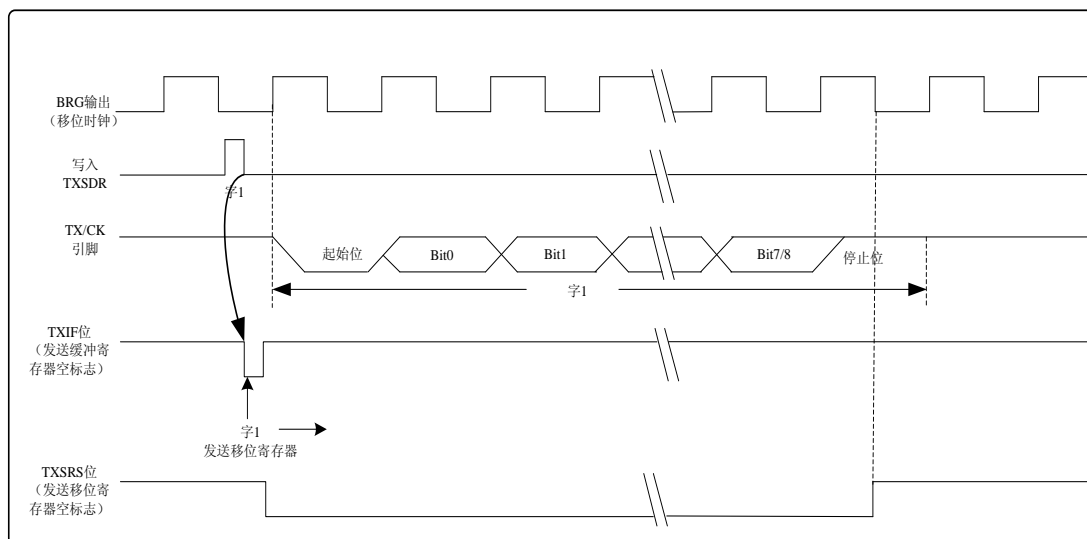 BRG输出
（移位时钟）
写入
TXSDR
字1
TX/CK
引脚
起始位
Bit0
Bit1
Bit7/8
停止位
字1
TXIF位
（发送缓冲寄
存器空标志）
字1
发送移位寄存器
TXSRS位
（发送移位寄
存器空标志）